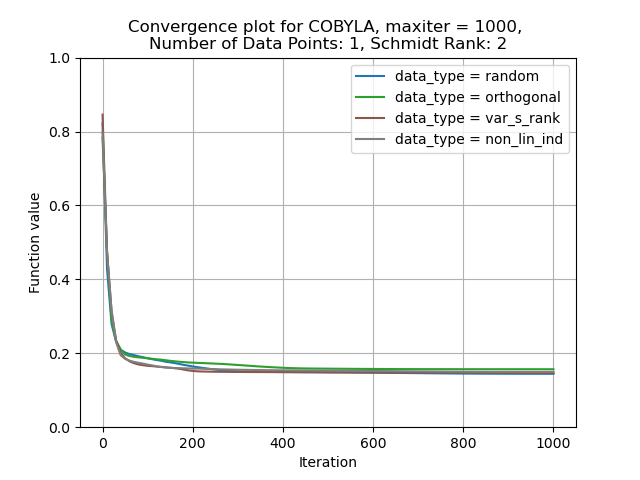 Convergence plot for COBYLA, maxiter = 1000,
Number of Data Points: 1, Schmidt Rank: 2
data_type = random
data_type = orthogonal
data_type = var_s_rank
data_type = non_lin_ind
Function value
1.0
0.8
0.6
0.4
0.2
0.0
0 200 400 600 800 1000
Iteration